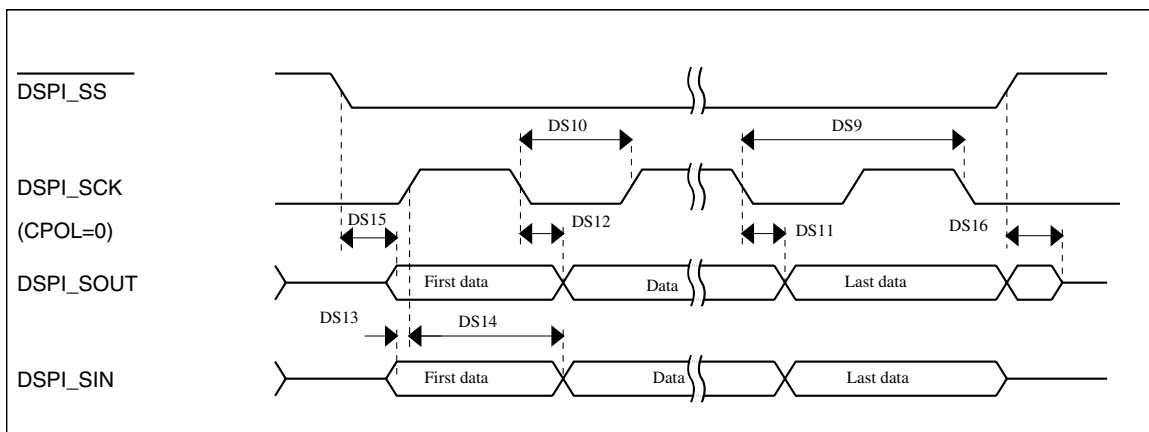 DSPI_SS
DS10
DS9
DSPI_SCK
(CPOL=0)
DS15
DS12
DS11
DS16
DSPI_SOUT
First data
Data
Last data
DS13
DS14
DSPI_SIN
First data
Data
Last data